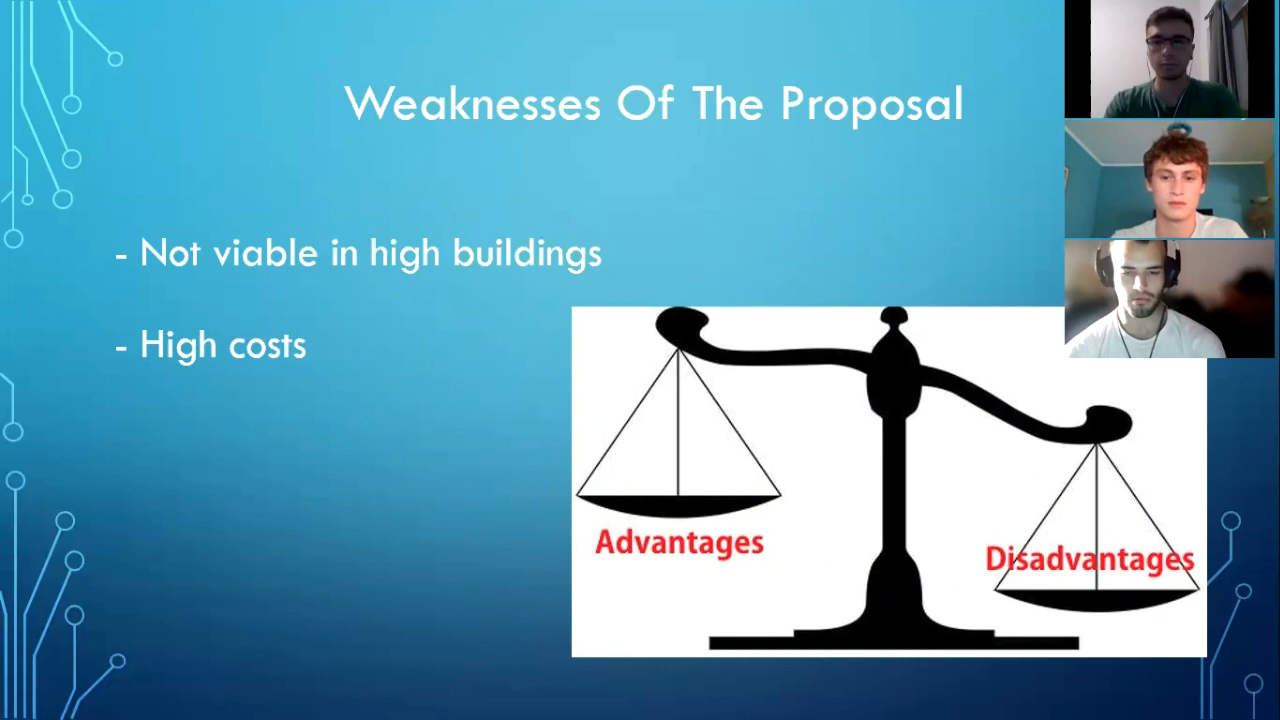 Weaknesses Of The Proposal
- Not viable in high buildings
- High costs
Advantages
Disadvantages